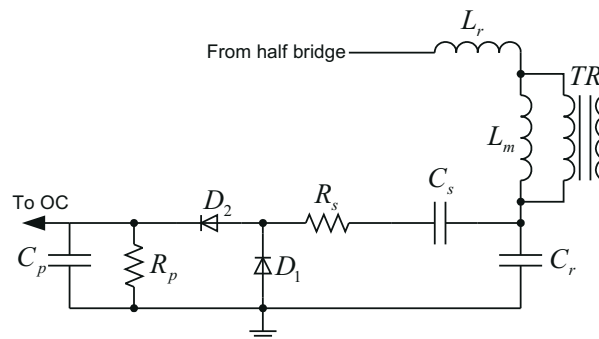 L_r
From half bridge
TR
L_m
R_s
C_s
D_2
To OC
C_p
R_p
D_1
C_r